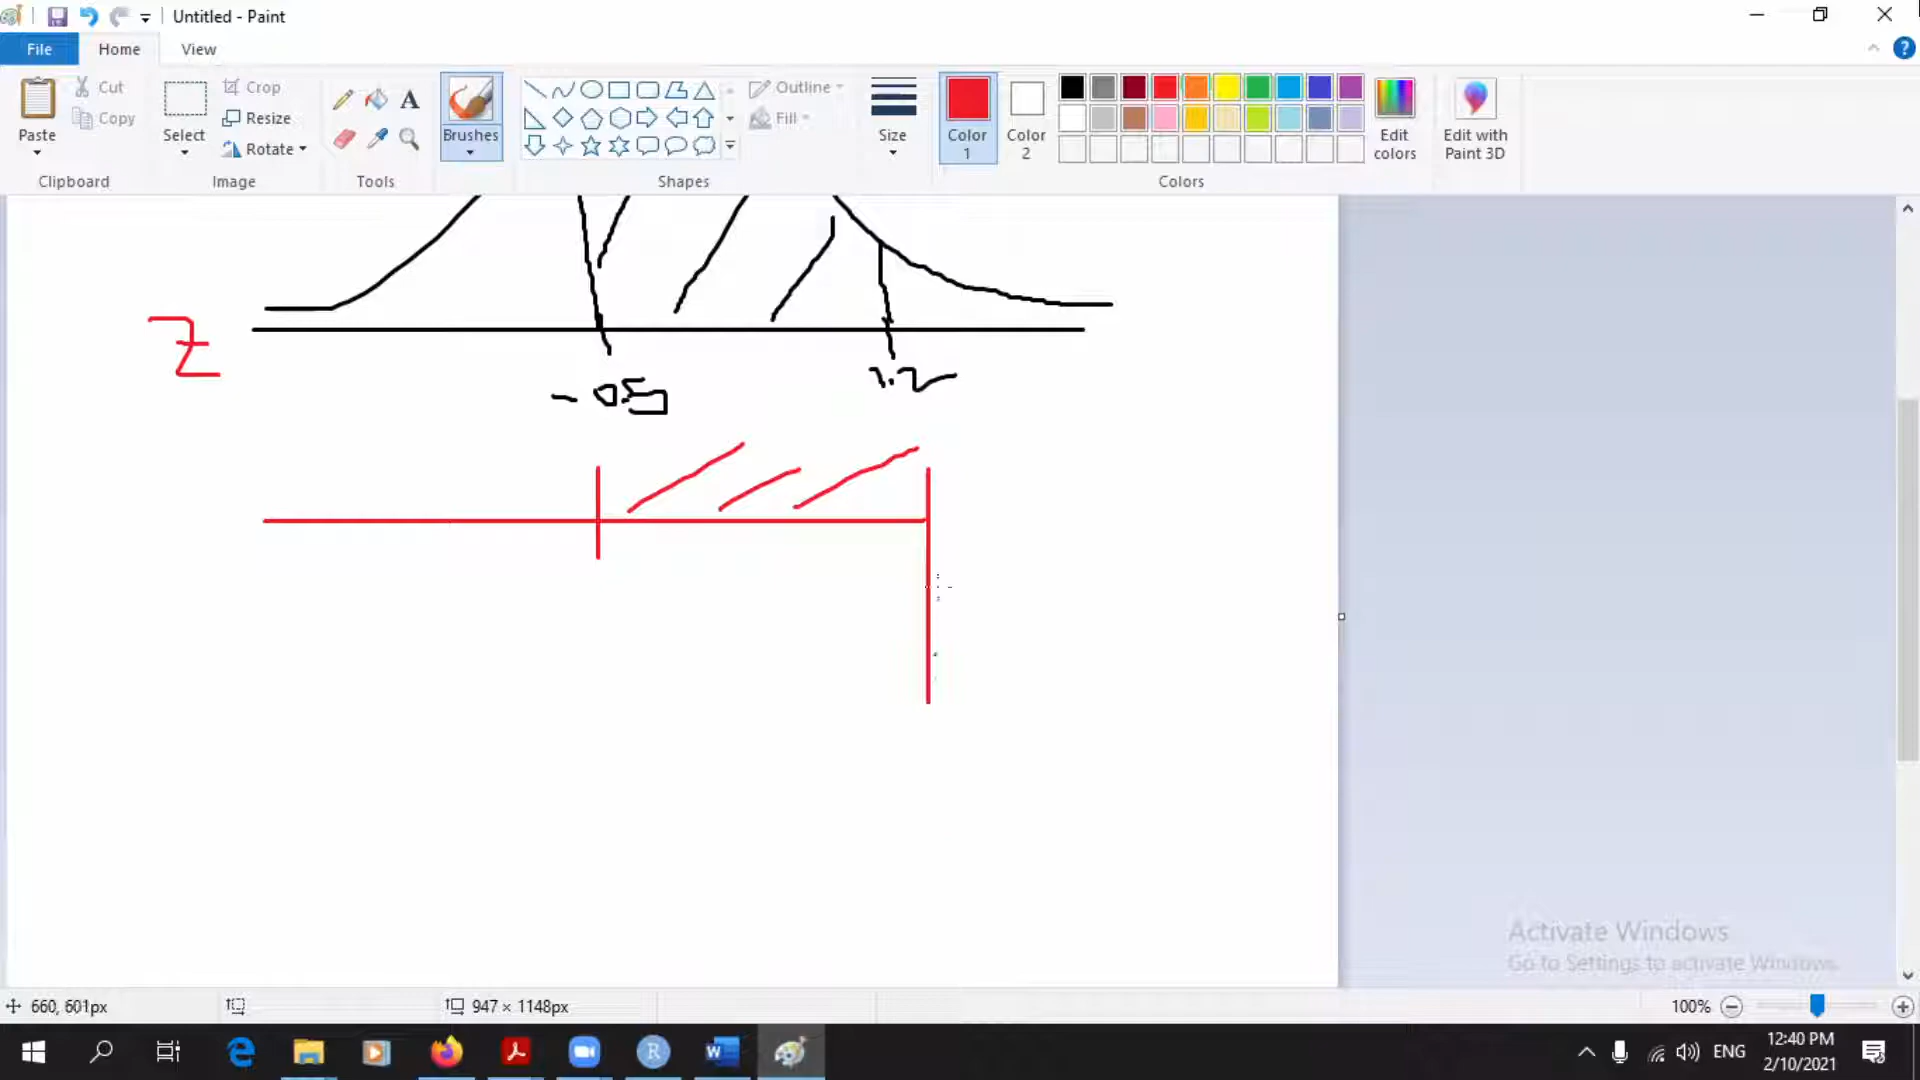 Untitled - Paint
File Home View
Paste
Cut
Copy
Clipboard
Select
Crop
Resize
Rotate
Image
Tools
Brushes
Shapes
Outline
Fill
Size
Color 1
Color 2
Colors
Edit colors
Edit with Paint 3D
Z
- 05
1.2
Activate Windows
Go to Settings to activate Windows.
660, 601px
947 × 1148px
100%
ENG
12:40 PM
2/10/2021